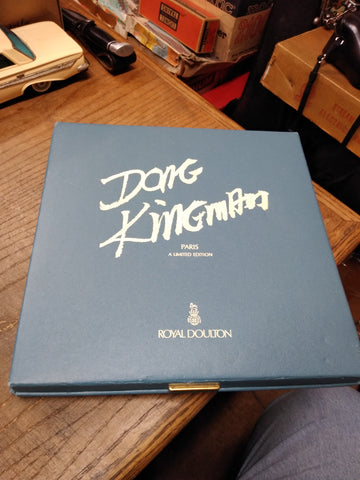 Dong
Kingman
PARIS
A LIMITED EDITION
ROYAL DOULTON